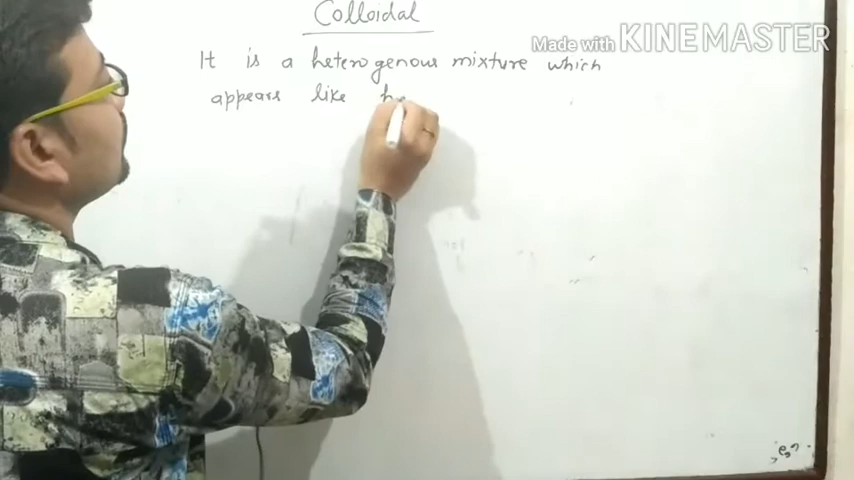 Colloidal
Made with KINEMASTER
It is a heterogenous mixture which
appears like